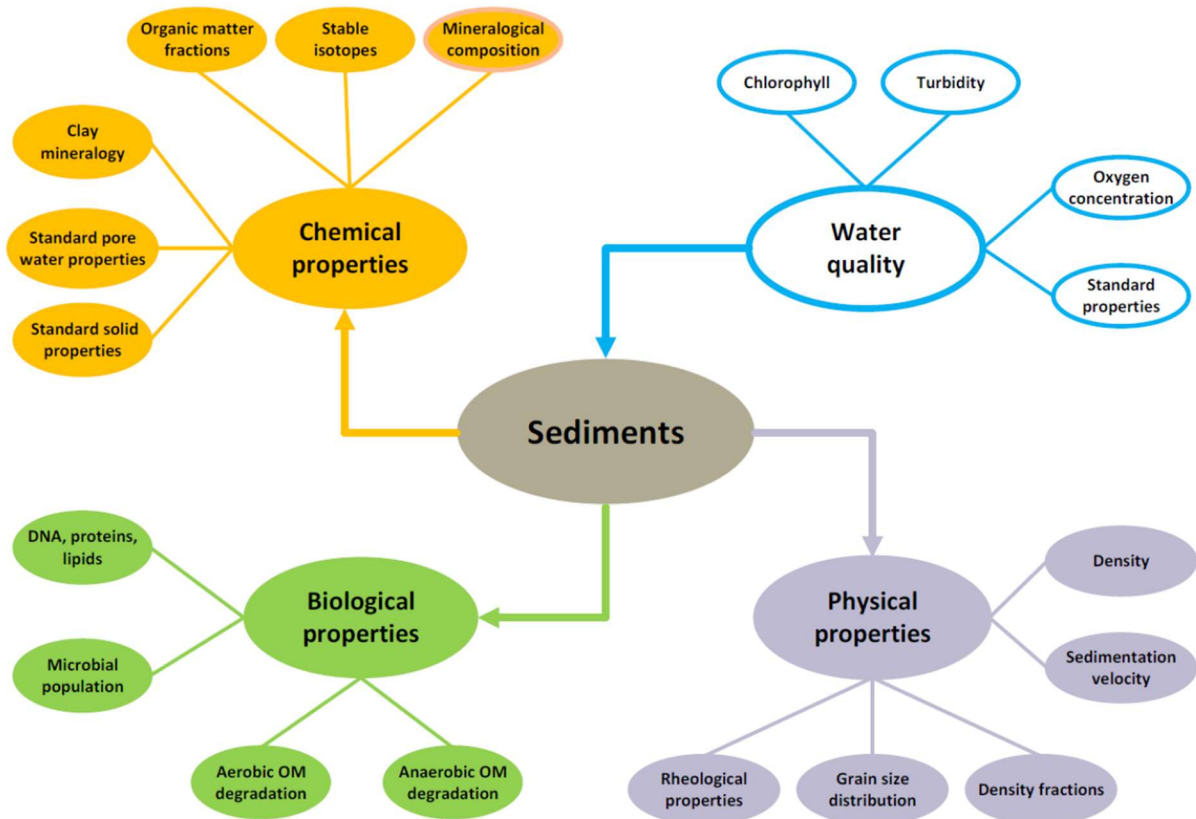 Organic matter
fractions
Stable
isotopes
Mineralogical
composition
Clay
mineralogy
Standard pore
water properties
Standard solid
properties
Chemical
properties
Chlorophyll
Turbidity
Oxygen
concentration
Standard
properties
Water
quality
Sediments
DNA, proteins,
lipids
Microbial
population
Biological
properties
Aerobic OM
degradation
Anaerobic OM
degradation
Physical
properties
Density
Sedimentation
velocity
Rheological
properties
Grain size
distribution
Density fractions